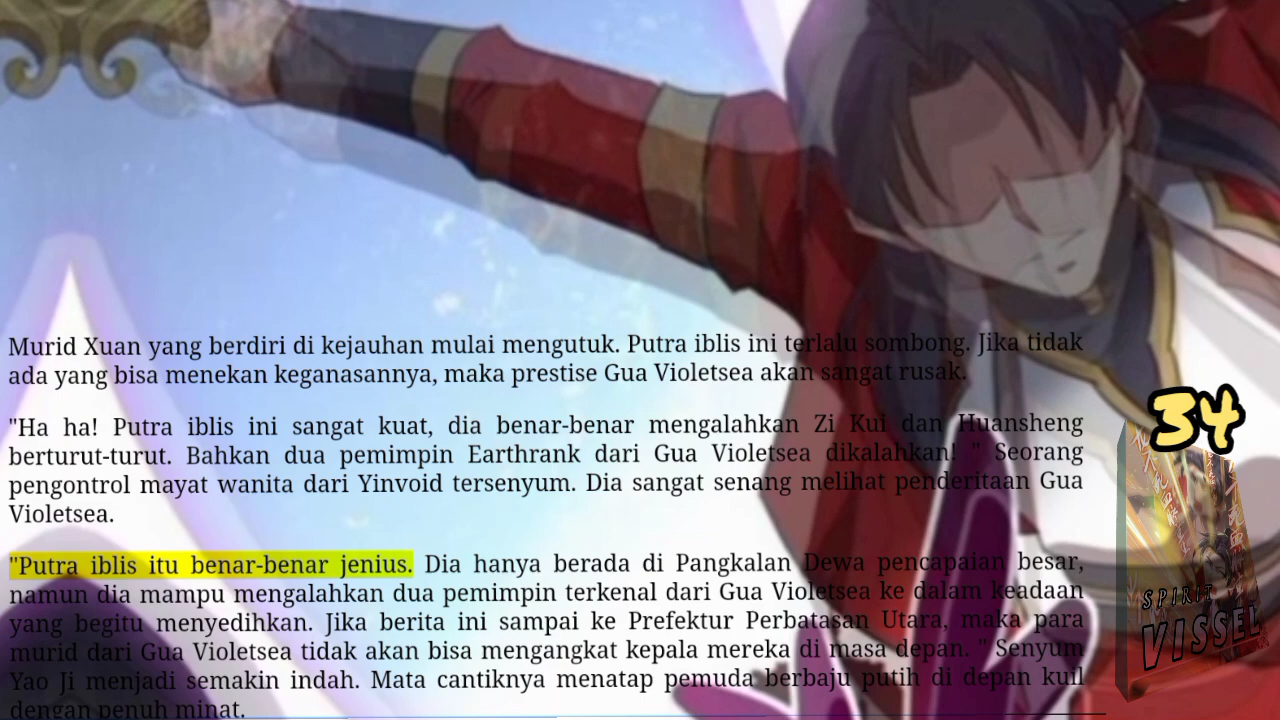 Murid Xuan yang berdiri di kejauhan mulai mengutuk. Putra iblis ini terlalu sombong. Jika tidak
ada yang bisa menekan keganasannya, maka prestise Gua Violetsea akan sangat rusak.
"Ha ha! Putra iblis ini sangat kuat, dia benar-benar mengalahkan Zi Kui dan Huansheng
berturut-turut. Bahkan dua pemimpin Earthrank dari Gua Violetsea dikalahkan! " Seorang
pengontrol mayat wanita dari Yinvoid tersenyum. Dia sangat senang melihat penderitaan Gua
Violetsea.
"Putra iblis itu benar-benar jenius. Dia hanya berada di Pangkalan Dewa pencapaian besar,
namun dia mampu mengalahkan dua pemimpin terkenal dari Gua Violetsea ke dalam keadaan
yang begitu menyedihkan. Jika berita ini sampai ke Prefektur Perbatasan Utara, maka para
murid dari Gua Violetsea tidak akan bisa mengangkat kepala mereka di masa depan. " Senyum
Yao Ji menjadi semakin indah. Mata cantiknya menatap pemuda berbaju putih di depan kuil
dengan penuh minat.
34
SPIRIT
VISSEL